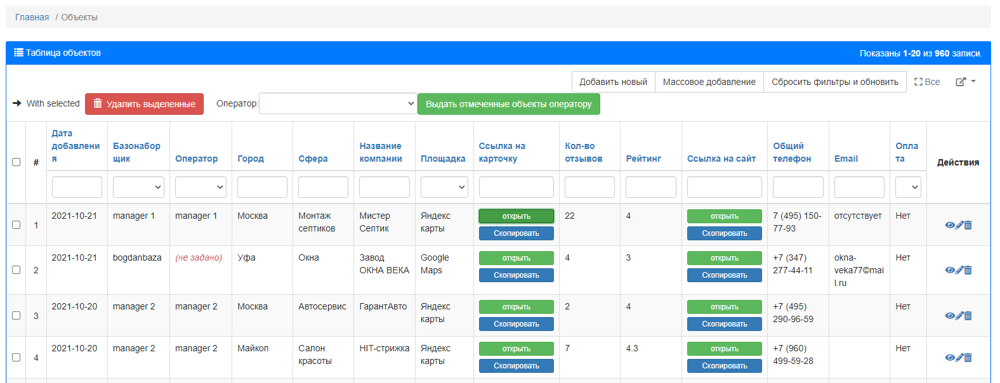 Главная / Объекты
Таблица объектов
Показаны 1-20 из 960 записи.
Добавить новый
Массовое добавление
Сбросить фильтры и обновить
Все
With selected
Удалить выделенные
Оператор:
Выдать отмеченные объекты оператору
#
Дата
добавлени
я
Базонабор
щик
Оператор
Город
Сфера
Название
компании
Площадка
Ссылка на
карточку
Кол-во
отзывов
Рейтинг
Ссылка на сайт
Общий
телефон
Email
Опла
та
Действия
1
2021-10-21
manager 1
manager 1
Москва
Монтаж
септиков
Мистер
Септик
Яндекс
карты
открыть
Скопировать
22
4
открыть
Скопировать
7 (495) 150-
77-93
отсутствует
Нет
2
2021-10-21
bogdanbaza
(не задано)
Уфа
Окна
Завод
ОКНА ВЕКА
Google
Maps
открыть
Скопировать
4
3
открыть
Скопировать
+7 (347)
277-44-11
okna-
veka77©mai
l.ru
Нет
3
2021-10-20
manager 2
manager 2
Москва
Автосервис
ГарантАвто
Яндекс
карты
открыть
Скопировать
2
4
открыть
Скопировать
+7 (495)
290-96-59
Нет
4
2021-10-20
manager 2
manager 2
Майкоп
Салон
красоты
HIT-стрижка
Яндекс
карты
открыть
Скопировать
7
4.3
открыть
Скопировать
+7 (960)
499-59-28
Нет